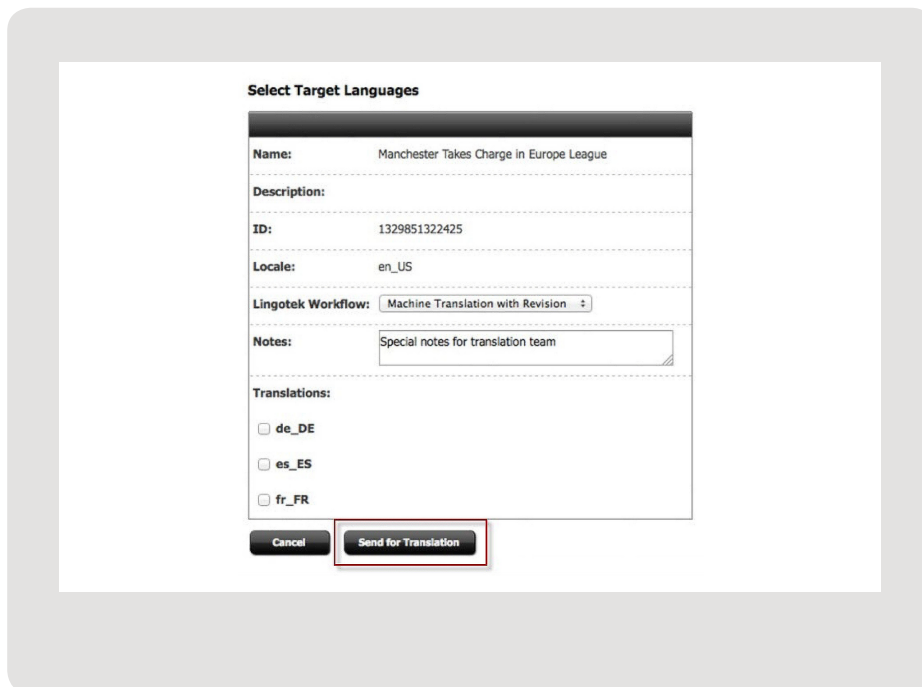 Select Target Languages
Name: Manchester Takes Charge in Europe League
Description:
ID: 1329851322425
Locale: en_US
Lingotek Workflow: Machine Translation with Revision
Notes: Special notes for translation team
Translations:
de_DE
es_ES
fr_FR
Cancel Send for Translation